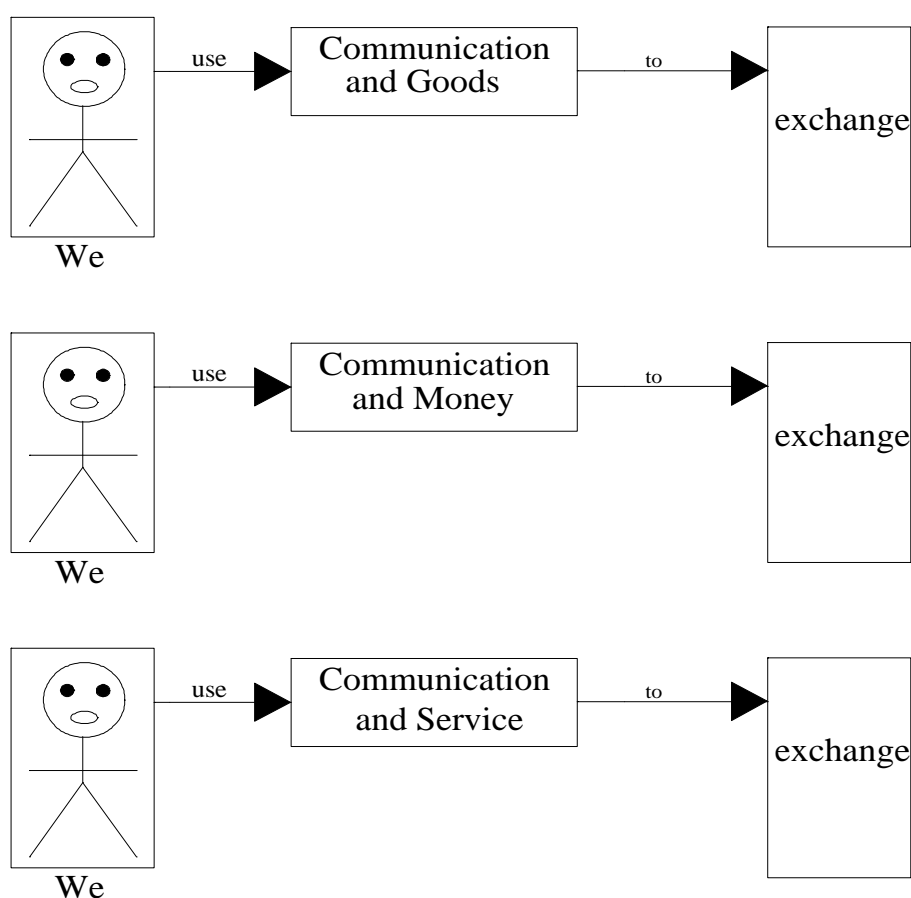 use
Communication
and Goods
to
exchange
We
use
Communication
and Money
to
exchange
We
use
Communication
and Service
to
exchange
We